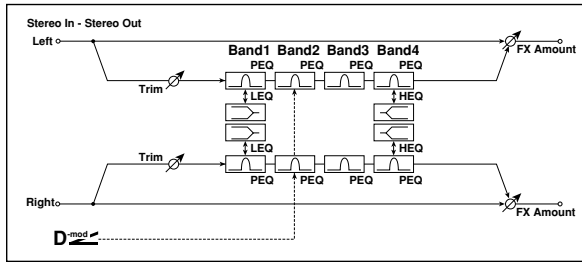 Stereo In - Stereo Out
Left
FX Amount
Band1 Band2 Band3 Band4
PEQ PEQ PEQ PEQ
Trim
LEQ HEQ
LEQ HEQ
Trim
PEQ PEQ PEQ PEQ
Right
FX Amount
D-mod